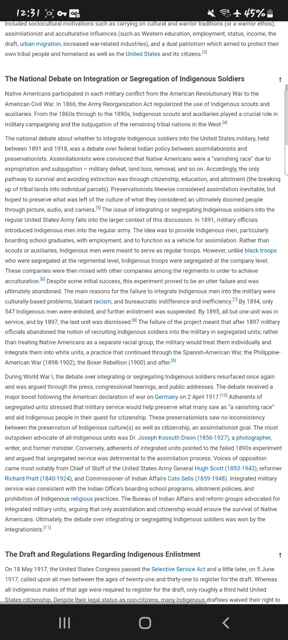 12:31
45%
included sociocultural motivations such as carrying on cultural and warrior traditions (or a warrior ethos),
assimilationist and acculturative influences (such as Western education, employment, status, income, the
draft, urban migration, increased war-related industries), and a dual patriotism which aimed to protect their
own tribal people and homeland as well as the United States and its citizens.
The National Debate on Integration or Segregation of Indigenous Soldiers
Native Americans participated in each military conflict from the American Revolutionary War to the
American Civil War. In 1866, the Army Reorganization Act regularized the use of Indigenous scouts and
auxiliaries. From the 1860s through to the 1890s, Indigenous scouts and auxiliaries played a crucial role in
military campaigning and the subjugation of the remaining tribal nations in the West.
The national debate about whether to integrate Indigenous soldiers into the United States military, held
between 1891 and 1918, was a debate over federal Indian policy between assimilationists and
preservationists. Assimilationists were convinced that Native Americans were a "vanishing race" due to
expropriation and subjugation – military defeat, land loss, removal, and so on. Accordingly, the only
pathway to survival and avoiding extinction was through citizenship, education, and allotment (the breaking
up of tribal lands into individual parcels). Preservationists likewise considered assimilation inevitable, but
hoped to preserve what was left of the culture of what they considered an ultimately doomed people
through picture, audio, and camera. The issue of integrating or segregating Indigenous soldiers into the
regular United States Army falls into the larger context of this discussion. In 1891, military officials
introduced Indigenous men into the regular army. The idea was to provide Indigenous men, particularly
boarding school graduates, with employment, and to function as a vehicle for assimilation. Rather than
scouts or auxiliaries, Indigenous men were meant to serve as regular troops. However, unlike black troops
who were segregated at the regimental level, Indigenous troops were segregated at the company level.
These companies were then mixed with other companies among the regiments in order to achieve
acculturation. Despite some initial success, this experiment proved to be an utter failure and was
ultimately abandoned. The main reasons for the failure to integrate Indigenous men into the military were
culturally-based problems; blatant racism, and bureaucratic indifference and inefficiency. By 1894, only
547 Indigenous men were enlisted, and further enlistment was suspended. By 1895, all but one unit was in
service, and by 1897, the last unit was dismissed. The failure of the project meant that after 1897 military
officials abandoned the notion of recruiting Indigenous soldiers into the military in segregated units; rather
than treating Native Americans as a separate racial group, the military would treat them individually and
integrate them into white units, a practice that continued through the Spanish-American War, the Philippine-
American War (1898-1902), the Boxer Rebellion (1900) and after.
During World War I, the debate over integrating or segregating Indigenous soldiers resurfaced once again
and was argued through the press, congressional hearings, and public addresses. The debate received a
major boost following the American declaration of war on Germany on 2 April 1917. Adherents of
segregated units stressed that military service would help preserve what many saw as "a vanishing race"
and aid Indigenous people in their quest for citizenship. These preservationists saw no inconsistency
between the preservation of Indigenous culture(s) as well as citizenship, an assimilationist goal. The most
outspoken advocate of all-Indigenous units was Dr. Joseph Kossuth Dixon (1856-1926), a photographer,
writer, and former minister. Conversely, adherents of integrated units pointed to the failed 1890s experiment
and argued that segregated service was detrimental to the assimilation process. Voices of opposition
came most notably from Chief of Staff of the United States Army General Hugh Scott (1853-1943), reformer
Richard Pratt (1840-1924), and Commissioner of Indian Affairs Cato Sells (1859-1948). Integrated military
service was consistent with the Indian Office's boarding school programs, allotment policies, and
prohibition of Indigenous religious practices. The Bureau of Indian Affairs and reform groups advocated for
integrated military units, arguing that only assimilation and citizenship would ensure the survival of Native
Americans. Ultimately, the debate over integrating or segregating Indigenous soldiers was won by the
integrationists.
The Draft and Regulations Regarding Indigenous Enlistment
On 18 May 1917, the United States Congress passed the Selective Service Act and a little later, on 5 June
1917, called upon all men between the ages of twenty-one and thirty to register for the draft. Whereas
all Indigenous males of that age were required to register for the draft, only roughly a third held United
States citizenship. Despite their legal status as non-citizens, many Indigenous draftees waived their right to